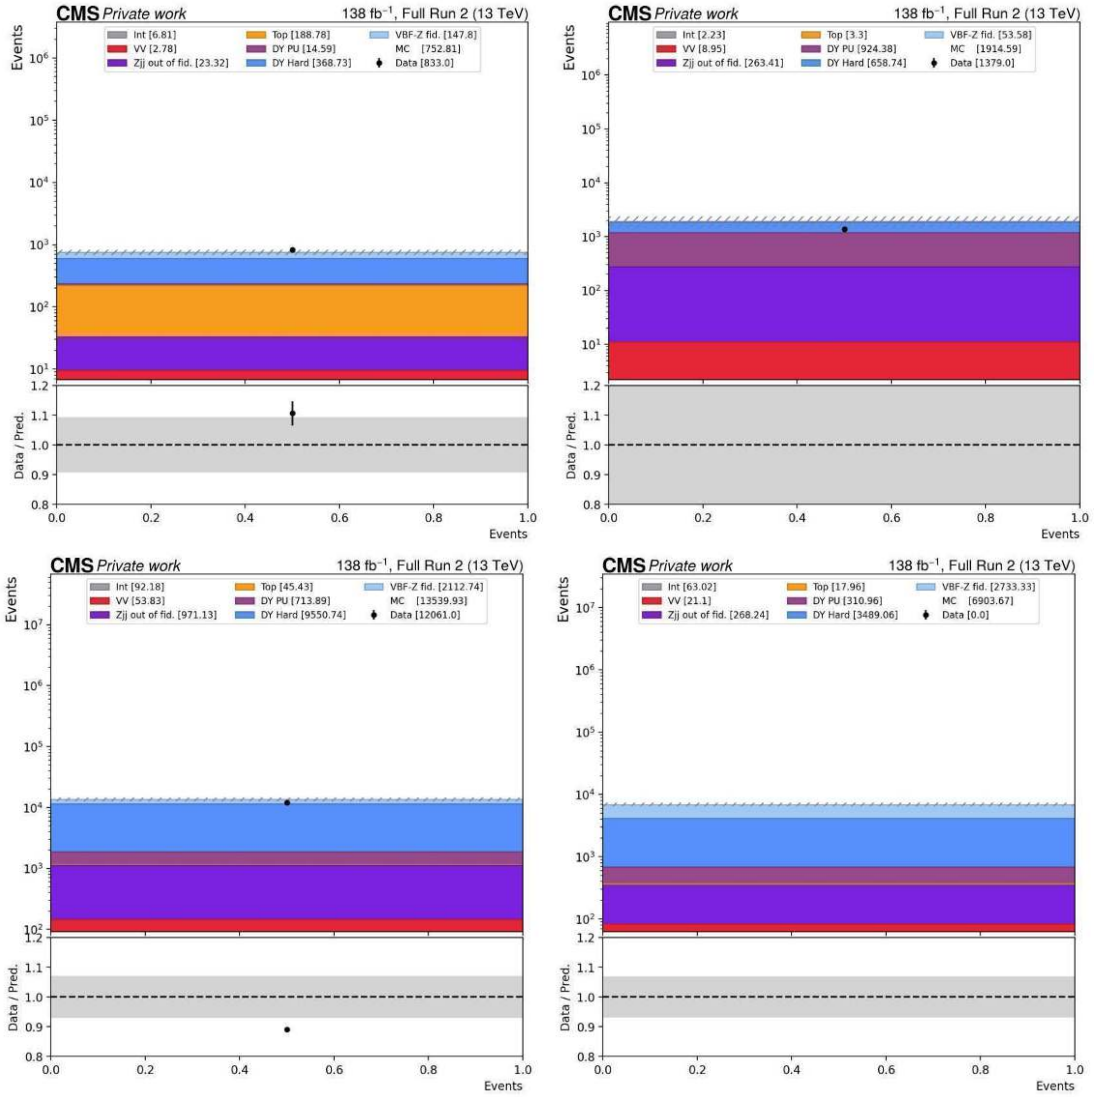 CMS Private work 138 fb⁻¹, Full Run 2 (13 TeV)
Events
Int [6.81] Top [188.78] VBF-Z fid. [147.8]
VV [2.78] DY PU [14.59] MC [752.81]
Zjj out of fid. [23.32] DY Hard [368.73] Data [833.0]
10⁶
10⁵
10⁴
10³
10²
10¹
Data / Pred.
1.2
1.1
1.0
0.9
0.8
0.0 0.2 0.4 0.6 0.8 1.0
Events
CMS Private work 138 fb⁻¹, Full Run 2 (13 TeV)
Events
Int [2.23] Top [3.3] VBF-Z fid. [53.58]
VV [8.95] DY PU [924.38] MC [1914.59]
Zjj out of fid. [263.41] DY Hard [658.74] Data [1379.0]
10⁶
10⁵
10⁴
10³
10²
10¹
Data / Pred.
1.2
1.1
1.0
0.9
0.8
0.0 0.2 0.4 0.6 0.8 1.0
Events
CMS Private work 138 fb⁻¹, Full Run 2 (13 TeV)
Events
Int [92.18] Top [45.43] VBF-Z fid. [2112.74]
VV [53.83] DY PU [713.89] MC [13539.93]
Zjj out of fid. [971.13] DY Hard [9550.74] Data [12061.0]
10⁷
10⁶
10⁵
10⁴
10³
10²
Data / Pred.
1.2
1.1
1.0
0.9
0.8
0.0 0.2 0.4 0.6 0.8 1.0
Events
CMS Private work 138 fb⁻¹, Full Run 2 (13 TeV)
Events
Int [63.02] Top [17.96] VBF-Z fid. [2733.33]
VV [21.1] DY PU [310.96] MC [6903.67]
Zjj out of fid. [268.24] DY Hard [3489.06] Data [0.0]
10⁷
10⁶
10⁵
10⁴
10³
10²
Data / Pred.
1.2
1.1
1.0
0.9
0.8
0.0 0.2 0.4 0.6 0.8 1.0
Events